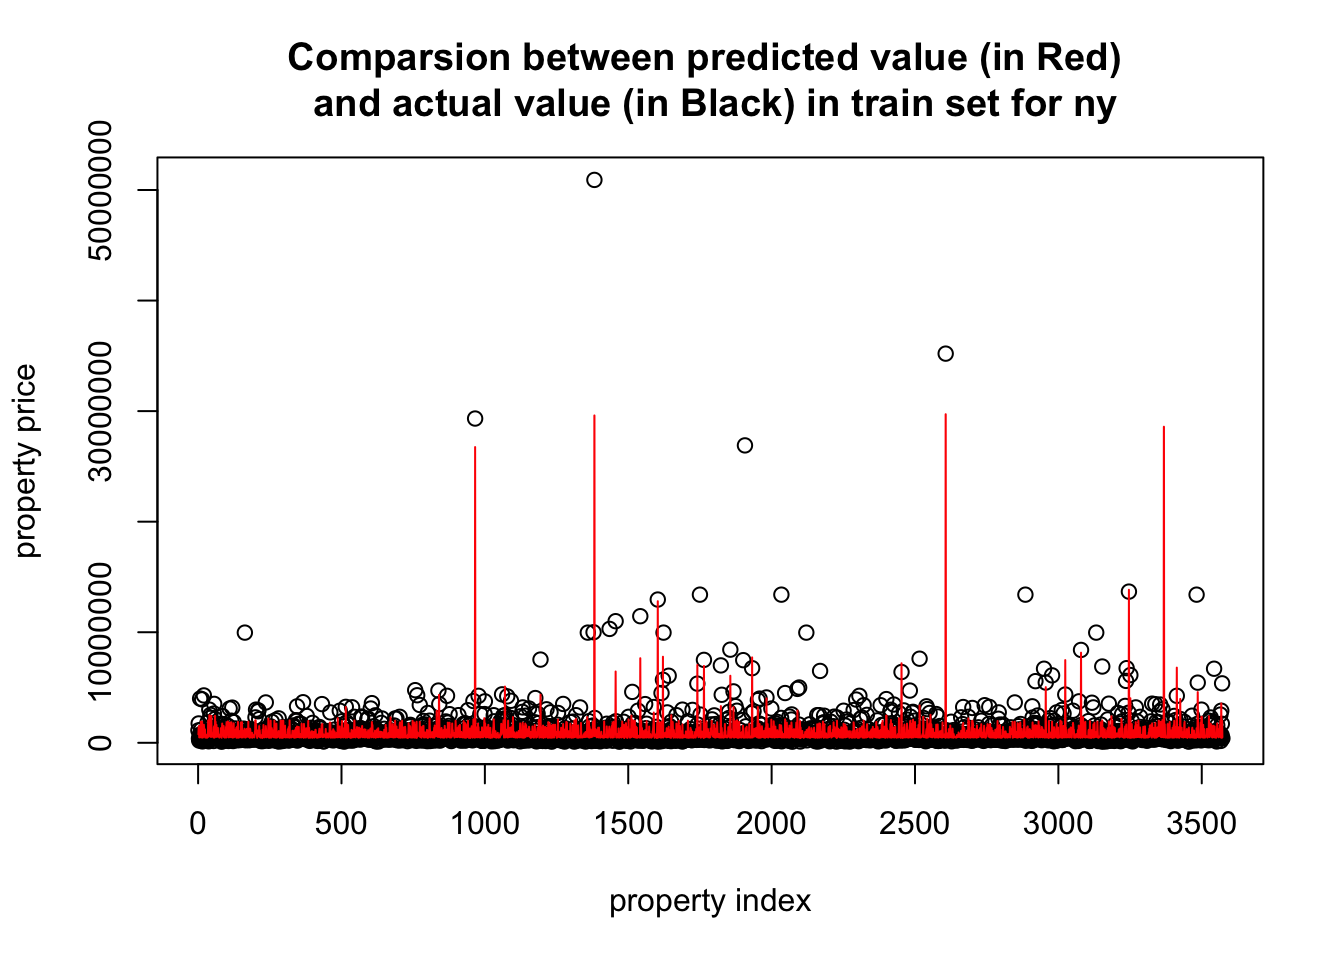 Comparsion between predicted value (in Red)
and actual value (in Black) in train set for ny
property price
0
10000000
30000000
50000000
0 500 1000 1500 2000 2500 3000 3500
property index